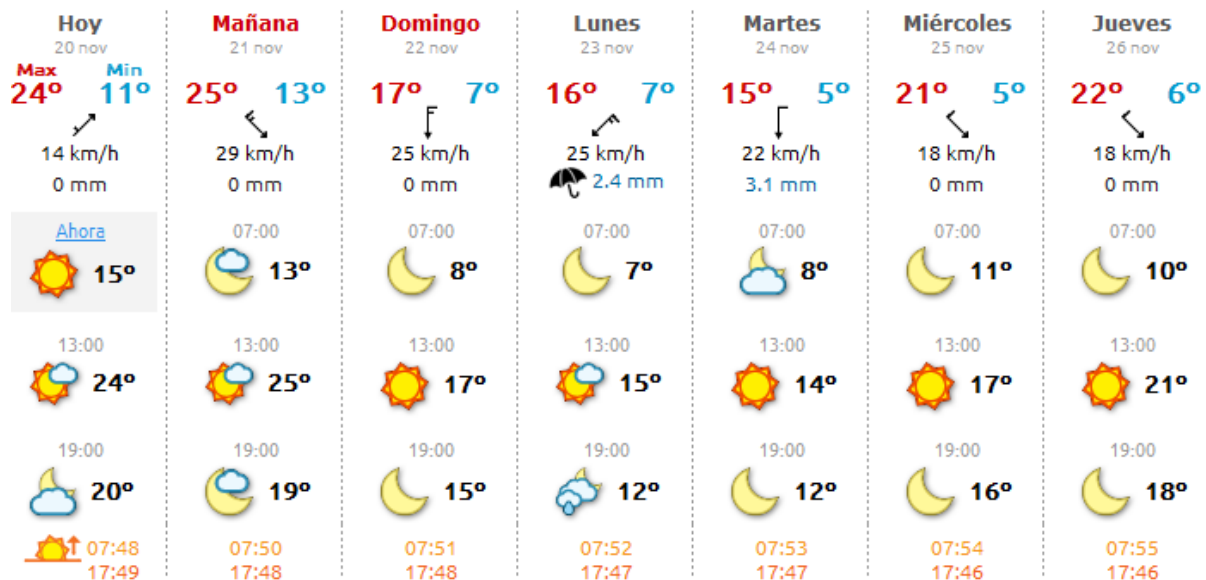 Hoy Mañana Domingo Lunes Martes Miércoles Jueves
20 nov 21 nov 22 nov 23 nov 24 nov 25 nov 26 nov
Max Min
24º 11º 25º 13º 17º 7º 16º 7º 15º 5º 21º 5º 22º 6º
14 km/h 29 km/h 25 km/h 25 km/h 22 km/h 18 km/h 18 km/h
0 mm 0 mm 0 mm 2.4 mm 3.1 mm 0 mm 0 mm
Ahora 07:00 07:00 07:00 07:00 07:00 07:00
15º 13º 8º 7º 8º 11º 10º
13:00 13:00 13:00 13:00 13:00 13:00 13:00
24º 25º 17º 15º 14º 17º 21º
19:00 19:00 19:00 19:00 19:00 19:00 19:00
20º 19º 15º 12º 12º 16º 18º
07:48 07:50 07:51 07:52 07:53 07:54 07:55
17:49 17:48 17:48 17:47 17:47 17:46 17:46